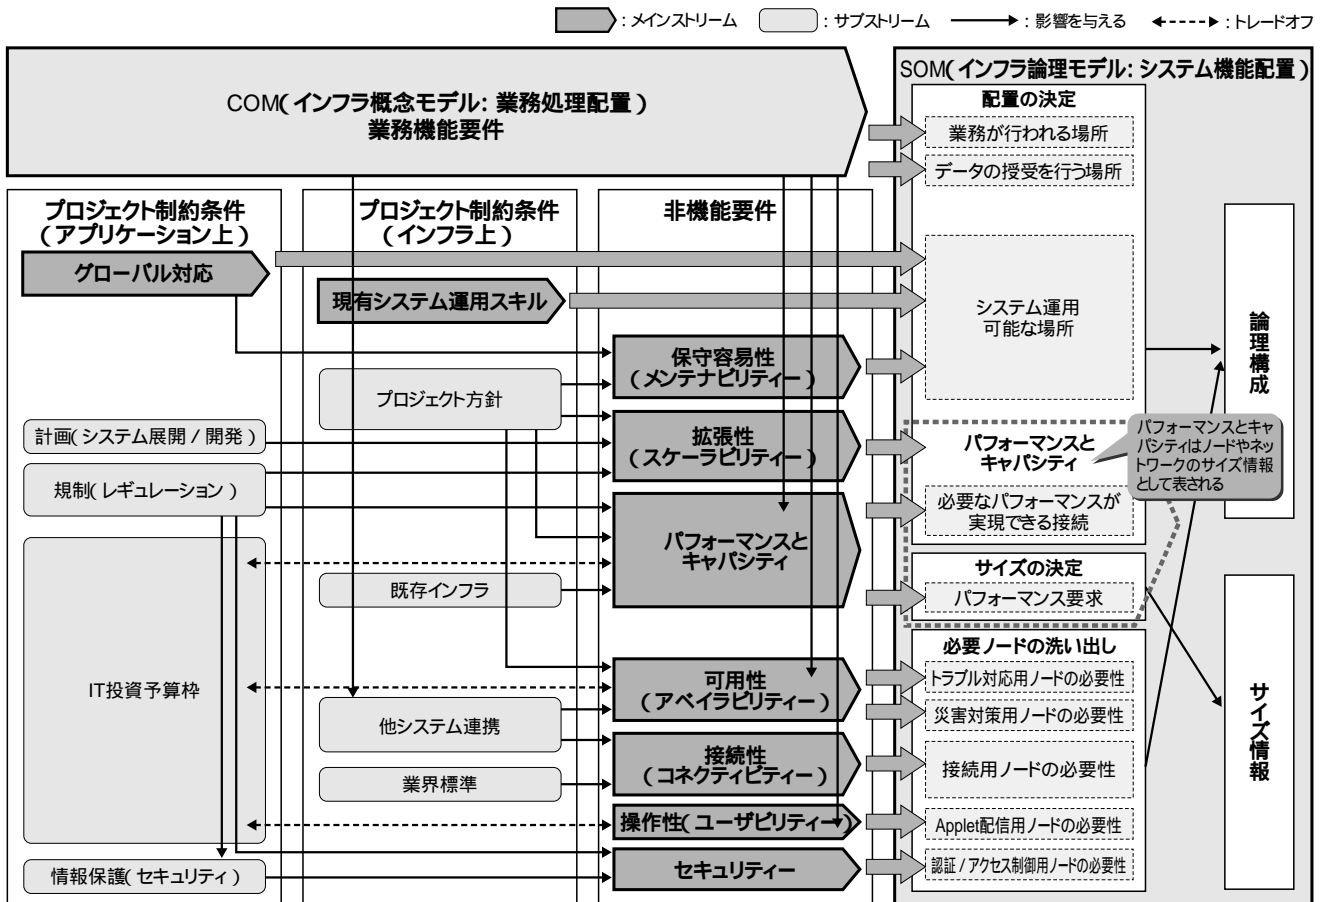 ：メインストリーム
：サブストリーム
：影響を与える
：トレードオフ
COM（インフラ概念モデル：業務処理配置）
業務機能要件
SOM（インフラ論理モデル：システム機能配置）
配置の決定
業務が行われる場所
データの授受を行う場所
プロジェクト制約条件
（アプリケーション上）
プロジェクト制約条件
（インフラ上）
非機能要件
グローバル対応
現有システム運用スキル
システム運用
可能な場所
論理構成
保守容易性
（メンテナビリティー）
プロジェクト方針
計画（システム展開／開発）
拡張性
（スケーラビリティー）
パフォーマンスと
キャパシティ
パフォーマンスとキャ
パシティはノードやネッ
トワークのサイズ情報
として表される
規制（レギュレーション）
必要なパフォーマンスが
実現できる接続
パフォーマンスと
キャパシティ
既存インフラ
サイズの決定
パフォーマンス要求
必要ノードの洗い出し
IT投資予算枠
可用性
（アベイラビリティー）
トラブル対応用ノードの必要性
災害対策用ノードの必要性
サイズ情報
他システム連携
接続性
（コネクティビティー）
接続用ノードの必要性
業界標準
操作性（ユーザビリティー）
Applet配信用ノードの必要性
情報保護（セキュリティ）
セキュリティー
認証／アクセス制御用ノードの必要性